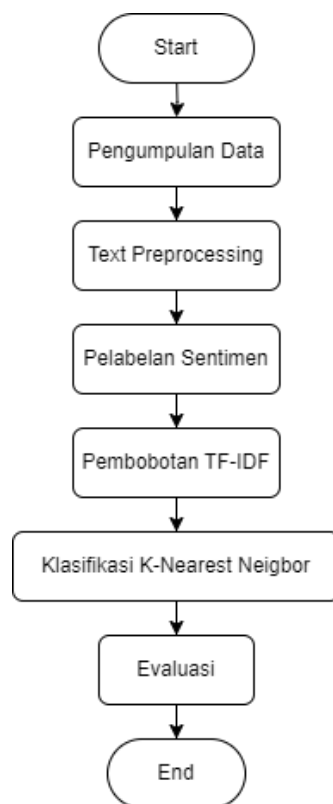 Start
Pengumpulan Data
Text Preprocessing
Pelabelan Sentimen
Pembobotan TF-IDF
Klasifikasi K-Nearest Neigbor
Evaluasi
End